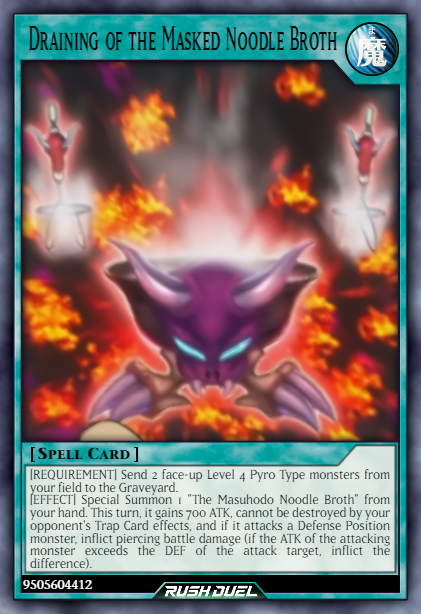 Draining of the Masked Noodle Broth
ま
魔
[Spell Card]
[REQUIREMENT] Send 2 face-up Level 4 Pyro Type monsters from
your field to the Graveyard.
[EFFECT] Special Summon 1 "The Masuhodo Noodle Broth" from
your hand. This turn, it gains 700 ATK, cannot be destroyed by your
opponent's Trap Card effects, and if it attacks a Defense Position
monster, inflict piercing battle damage (if the ATK of the attacking
monster exceeds the DEF of the attack target, inflict the
difference).
9505604412
RUSH DUEL